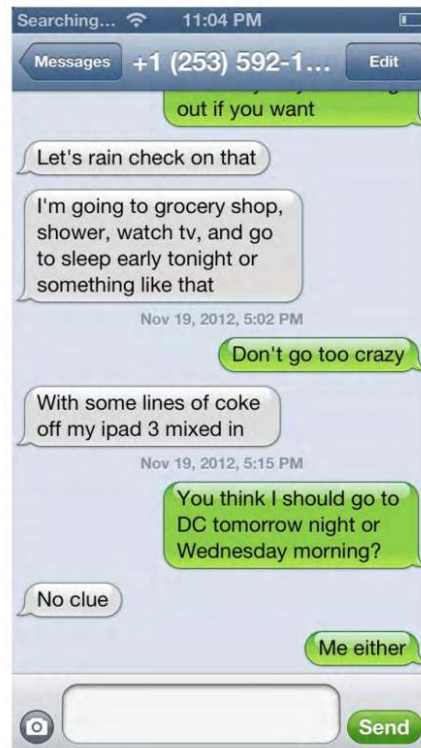 Searching... 11:04 PM
Messages +1 (253) 592-1... Edit
out if you want
Let's rain check on that
I'm going to grocery shop,
shower, watch tv, and go
to sleep early tonight or
something like that
Nov 19, 2012, 5:02 PM
Don't go too crazy
With some lines of coke
off my ipad 3 mixed in
Nov 19, 2012, 5:15 PM
You think I should go to
DC tomorrow night or
Wednesday morning?
No clue
Me either
Send